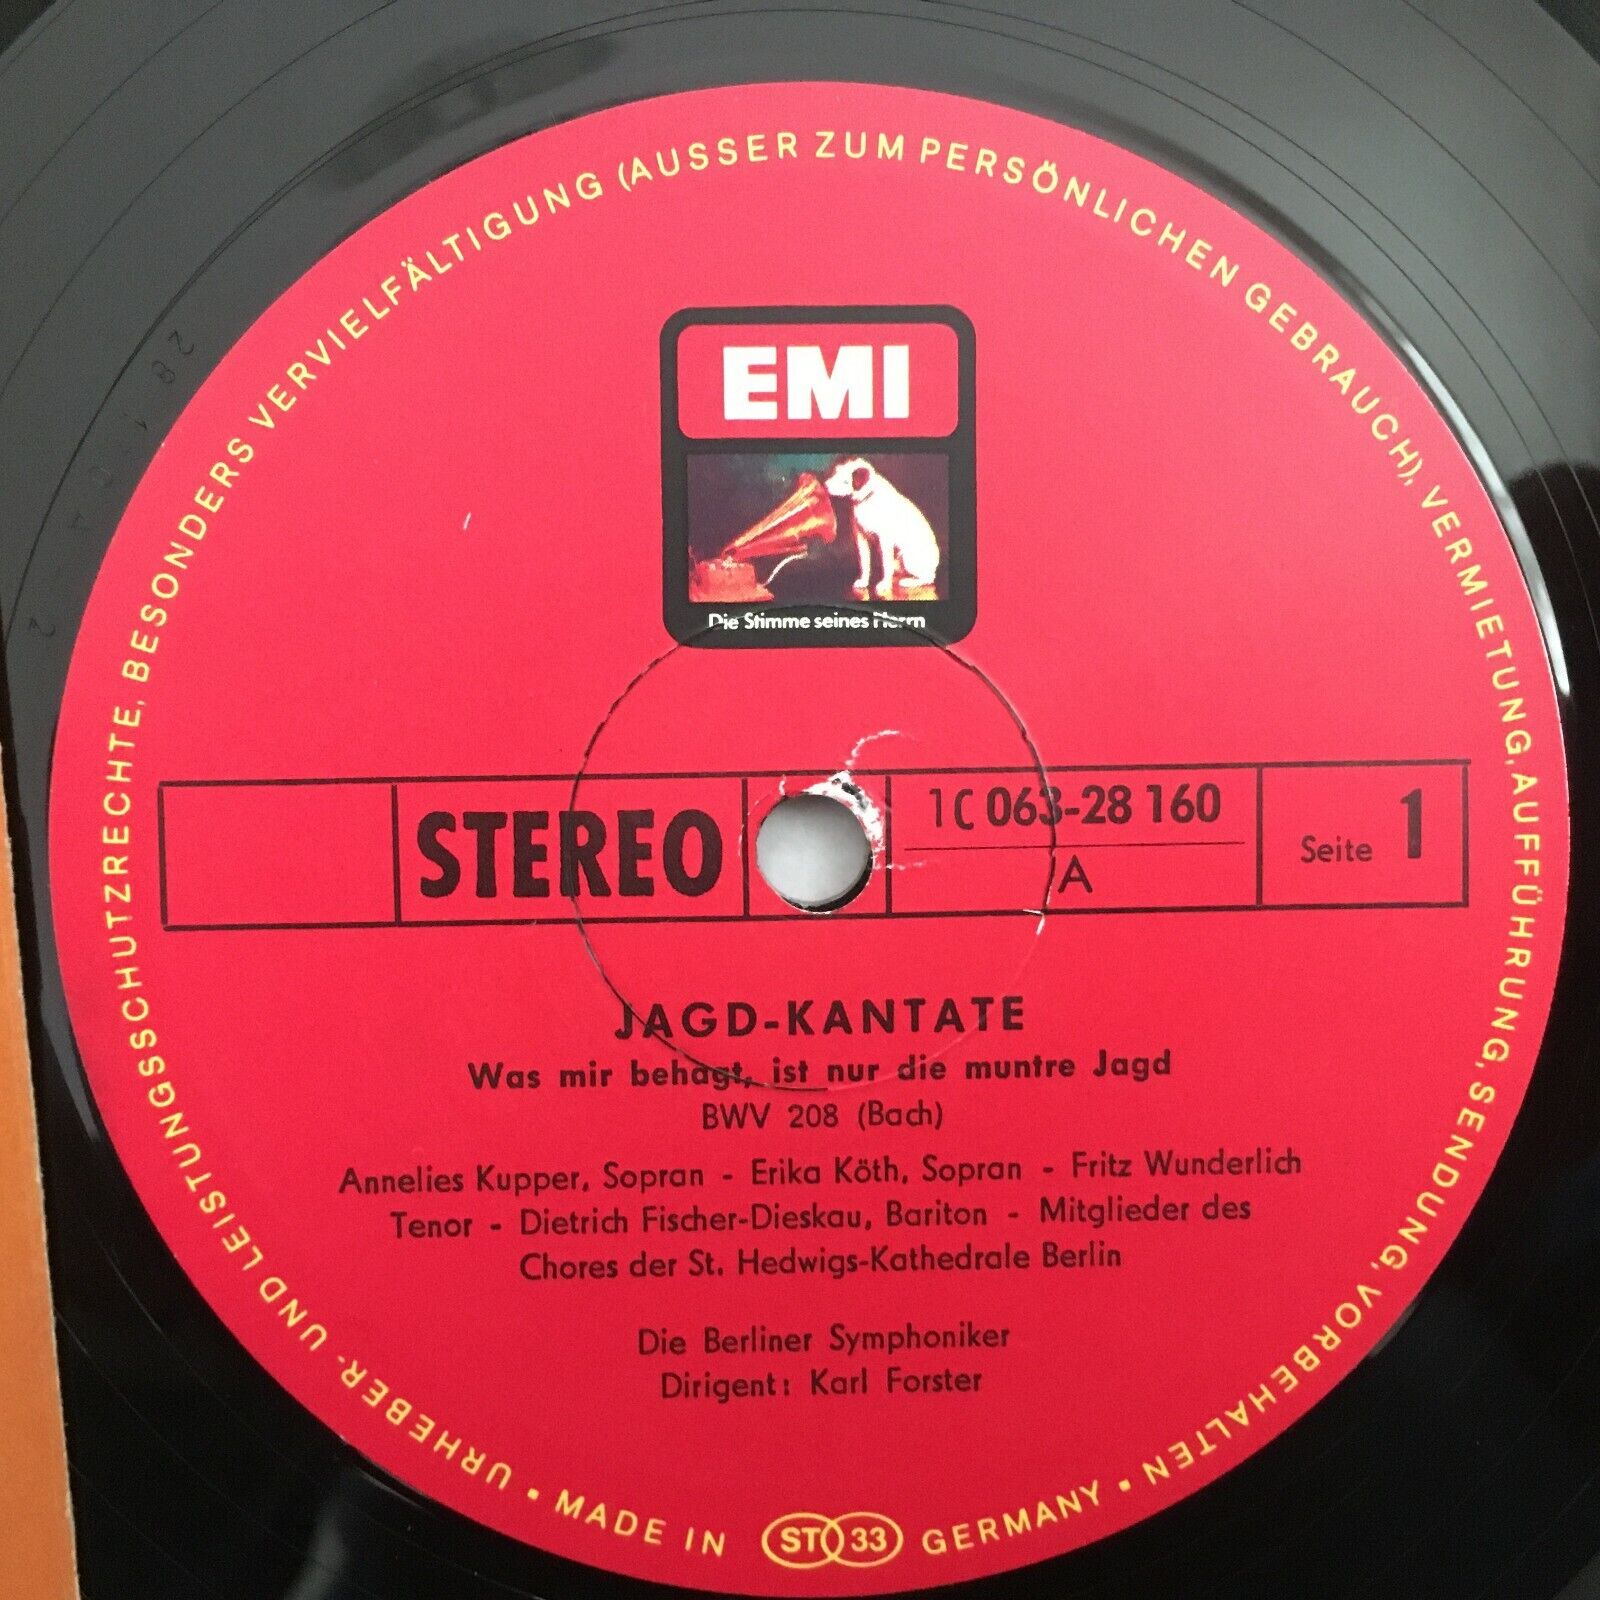 URHEBER- UND LEISTUNGSSCHUTZRECHTE, BESONDERS VERVIELFÄLTIGUNG (AUSSER ZUM PERSÖNLICHEN GEBRAUCH), VERMIETUNG, AUFFÜHRUNG, SENDUNG, VORBEHALTEN •
EMI
Die Stimme seines Herrn
STEREO
1C 063-28 160
A
Seite 1
JAGD-KANTATE
Was mir behagt, ist nur die muntre Jagd
BWV 208 (Bach)
Annelies Kupper, Sopran - Erika Köth, Sopran - Fritz Wunderlich
Tenor - Dietrich Fischer-Dieskau, Bariton - Mitglieder des
Chores der St. Hedwigs-Kathedrale Berlin
Die Berliner Symphoniker
Dirigent: Karl Forster
• MADE IN ST 33 GERMANY